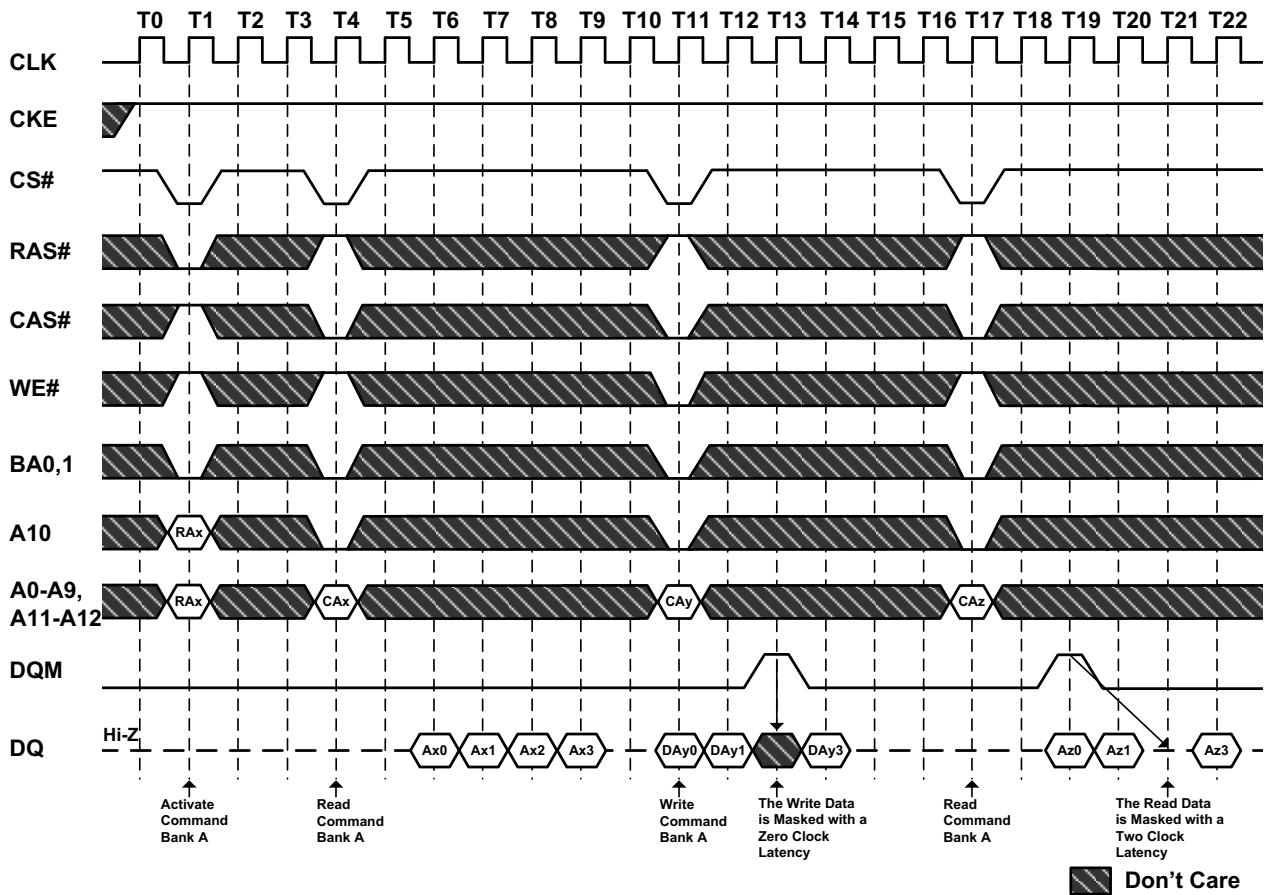 T0 T1 T2 T3 T4 T5 T6 T7 T8 T9 T10 T11 T12 T13 T14 T15 T16 T17 T18 T19 T20 T21 T22
CLK
CKE
CS#
RAS#
CAS#
WE#
BA0,1
A10
RAx
A0-A9,
A11-A12
RAx CAx CAy CAz
DQM
DQ
Hi-Z
Ax0 Ax1 Ax2 Ax3 DAy0 DAy1 DAy3 Az0 Az1 Az3
Activate
Command
Bank A
Read
Command
Bank A
Write
Command
Bank A
The Write Data
is Masked with a
Zero Clock
Latency
Read
Command
Bank A
The Read Data
is Masked with a
Two Clock
Latency
Don't Care